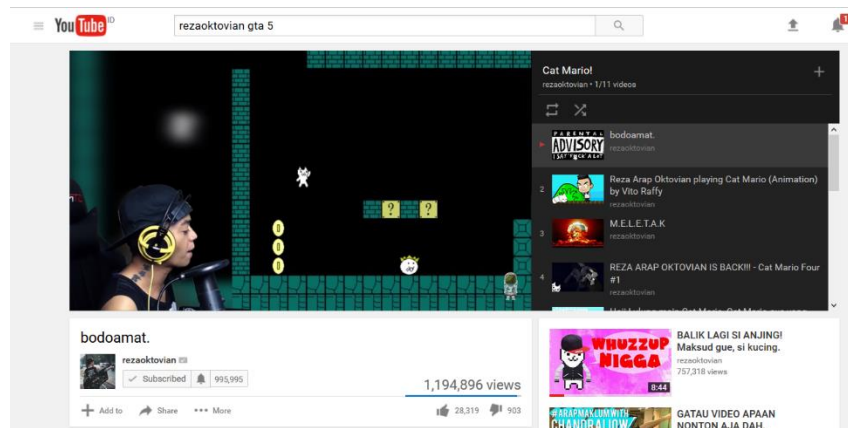 YouTube ID
rezaoktovian gta 5
1
Cat Mario!
rezaoktovian • 1/11 videos
PARENTAL
ADVISORY
bodoamat.
rezaoktovian
2
Reza Arap Oktovian playing Cat Mario (Animation)
by Vito Raffy
rezaoktovian
3
M.E.L.E.T.A.K
rezaoktovian
4
REZA ARAP OKTOVIAN IS BACK!!! - Cat Mario Four
#1
rezaoktovian
? ?
bodoamat.
rezaoktovian
Subscribed 995,995
1,194,896 views
Add to Share More
28,319 903
WHUZZUP
NIGGA
8:44
BALIK LAGI SI ANJING!
Maksud gue, si kucing.
rezaoktovian
757,318 views
#ARAPMAKLUMWITH
CHANDRALIOW
GATAU VIDEO APAAN
NONTON AJA DAH.